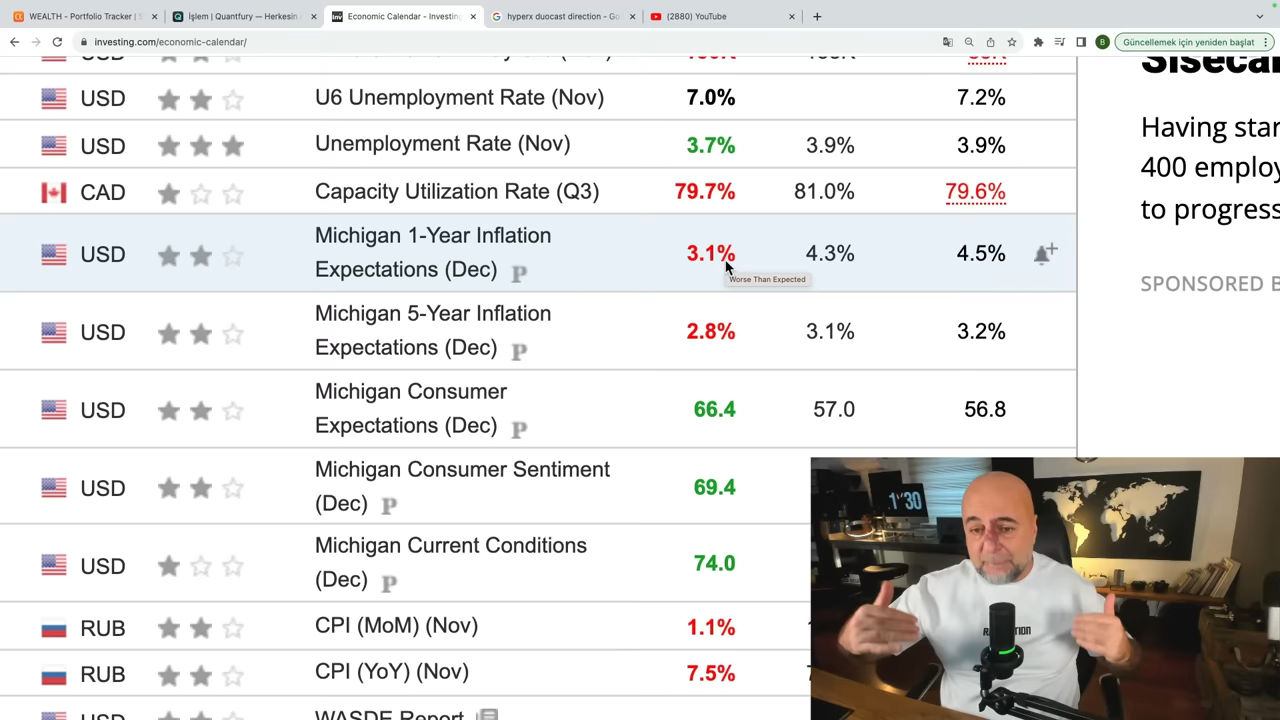 WEALTH - Portfolio Tracker |
İşlem | Quantfury — Herkesin
Economic Calendar - Investing
hyperx duocast direction - Go
(2880) YouTube
investing.com/economic-calendar/
B
Güncellemek için yeniden başlat
USD U6 Unemployment Rate (Nov) 7.0% 7.2%
USD Unemployment Rate (Nov) 3.7% 3.9% 3.9%
CAD Capacity Utilization Rate (Q3) 79.7% 81.0% 79.6%
USD Michigan 1-Year Inflation 3.1% 4.3% 4.5%
Expectations (Dec) P
Worse Than Expected
USD Michigan 5-Year Inflation 2.8% 3.1% 3.2%
Expectations (Dec) P
USD Michigan Consumer 66.4 57.0 56.8
Expectations (Dec) P
USD Michigan Consumer Sentiment 69.4
(Dec) P
USD Michigan Current Conditions 74.0
(Dec) P
RUB CPI (MoM) (Nov) 1.1%
RUB CPI (YoY) (Nov) 7.5%
USD WASDE Report
Having star
400 employ
to progress
SPONSORED B